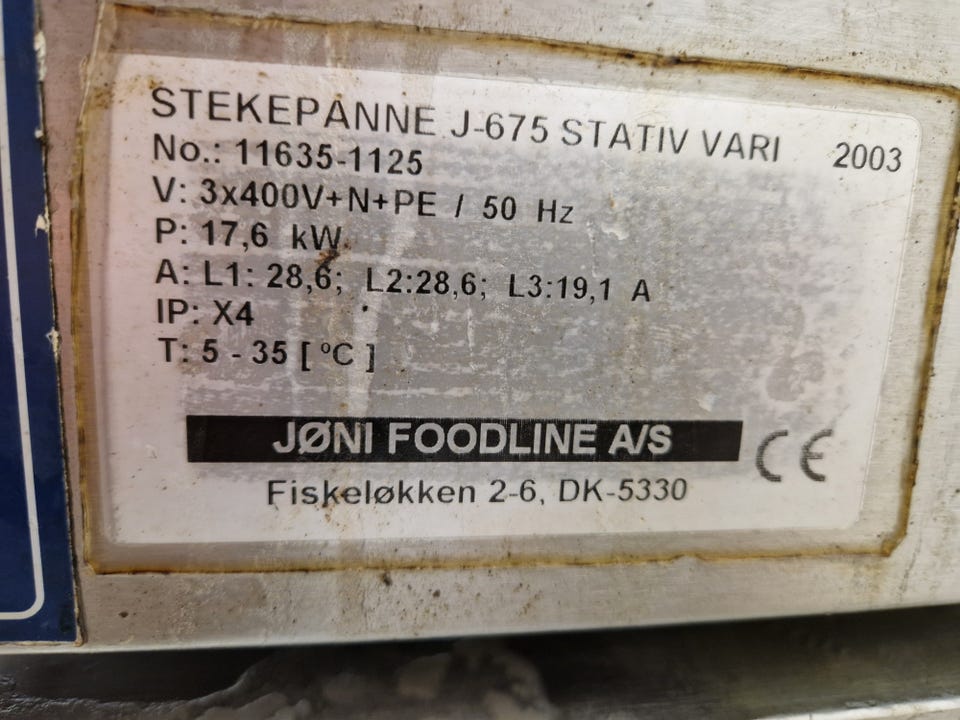 STEKEPANNE J-675 STATIV VARI 2003
No.: 11635-1125
V: 3x400V+N+PE / 50 Hz
P: 17,6 kW
A: L1: 28,6; L2:28,6; L3:19,1 A
IP: X4
T: 5 - 35 [ °C ]
JØNI FOODLINE A/S
CE
Fiskeløkken 2-6, DK-5330